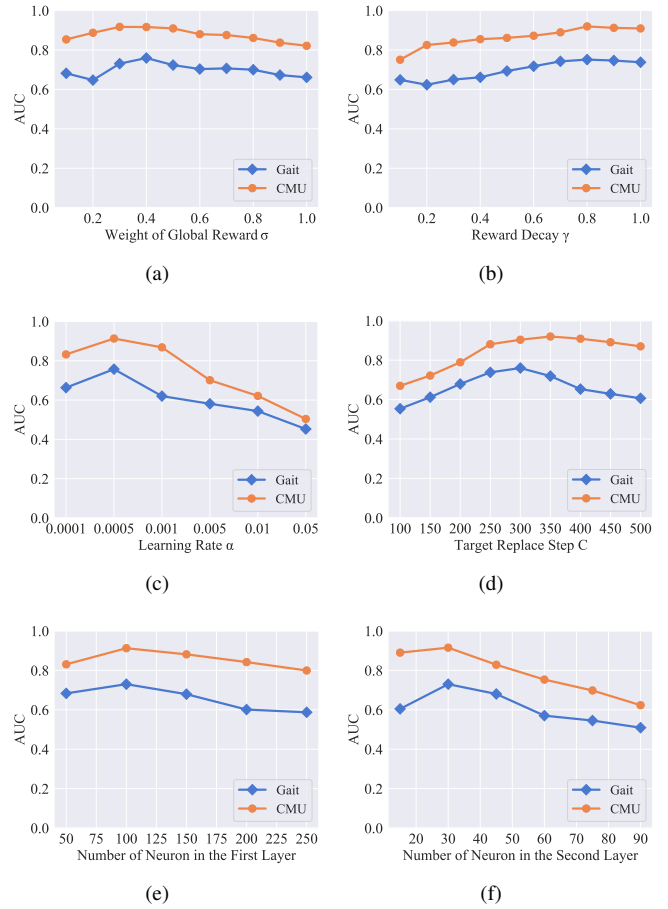 1.0
0.8
0.6
0.4
0.2
0.0
AUC
0.2 0.4 0.6 0.8 1.0
Weight of Global Reward σ
Gait
CMU
(a)
1.0
0.8
0.6
0.4
0.2
0.0
AUC
0.2 0.4 0.6 0.8 1.0
Reward Decay γ
Gait
CMU
(b)
1.0
0.8
0.6
0.4
0.2
0.0
AUC
0.0001 0.0005 0.001 0.005 0.01 0.05
Learning Rate α
Gait
CMU
(c)
1.0
0.8
0.6
0.4
0.2
0.0
AUC
100 150 200 250 300 350 400 450 500
Target Replace Step C
Gait
CMU
(d)
1.0
0.8
0.6
0.4
0.2
0.0
AUC
50 75 100 125 150 175 200 225 250
Number of Neuron in the First Layer
Gait
CMU
(e)
1.0
0.8
0.6
0.4
0.2
0.0
AUC
20 30 40 50 60 70 80 90
Number of Neuron in the Second Layer
Gait
CMU
(f)